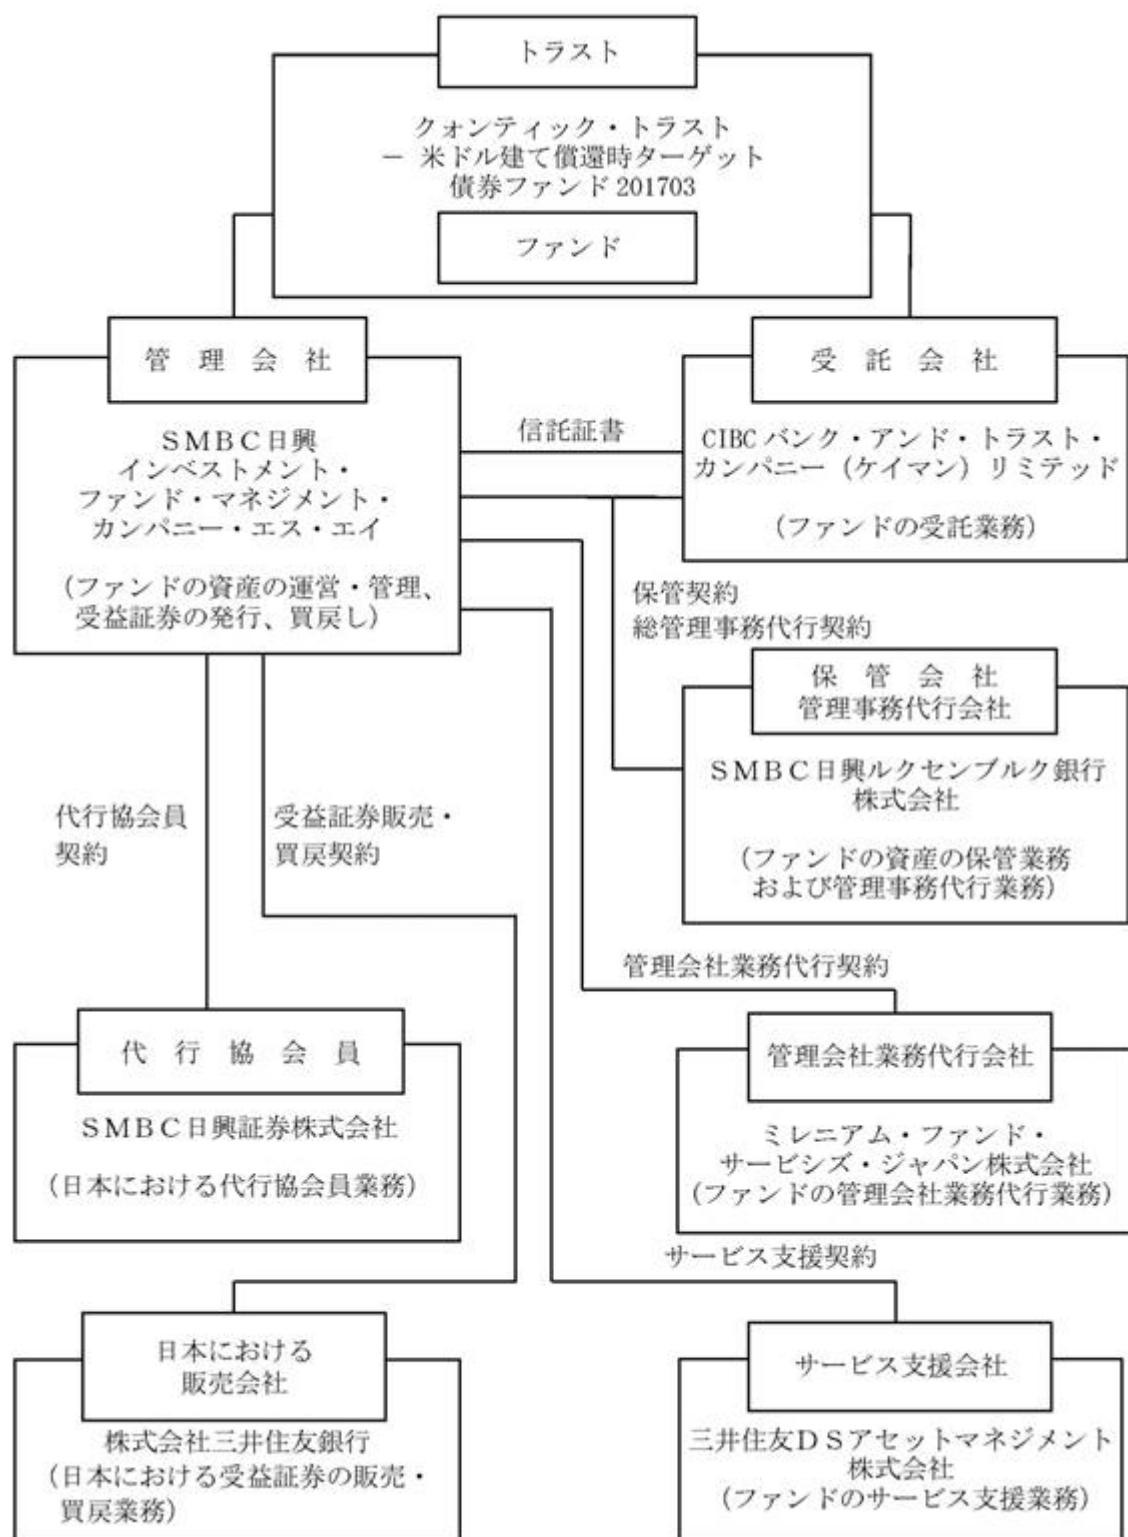 トラスト
クォンティック・トラスト
－ 米ドル建て償還時ターゲット
債券ファンド 201703
ファンド
管 理 会 社
ＳＭＢＣ日興
インベストメント・
ファンド・マネジメント・
カンパニー・エス・エイ
（ファンドの資産の運営・管理、
受益証券の発行、買戻し）
信託証書
受 託 会 社
CIBC バンク・アンド・トラスト・
カンパニー（ケイマン）リミテッド
（ファンドの受託業務）
保管契約
総管理事務代行契約
保 管 会 社
管理事務代行会社
ＳＭＢＣ日興ルクセンブルク銀行
株式会社
（ファンドの資産の保管業務
および管理事務代行業務）
代行協会員
契約
受益証券販売・
買戻契約
管理会社業務代行契約
代 行 協 会 員
ＳＭＢＣ日興証券株式会社
（日本における代行協会員業務）
管理会社業務代行会社
ミレニアム・ファンド・
サービシズ・ジャパン株式会社
（ファンドの管理会社業務代行業務）
サービス支援契約
日本における
販売会社
株式会社三井住友銀行
（日本における受益証券の販売・
買戻業務）
サービス支援会社
三井住友ＤＳアセットマネジメント
株式会社
（ファンドのサービス支援業務）